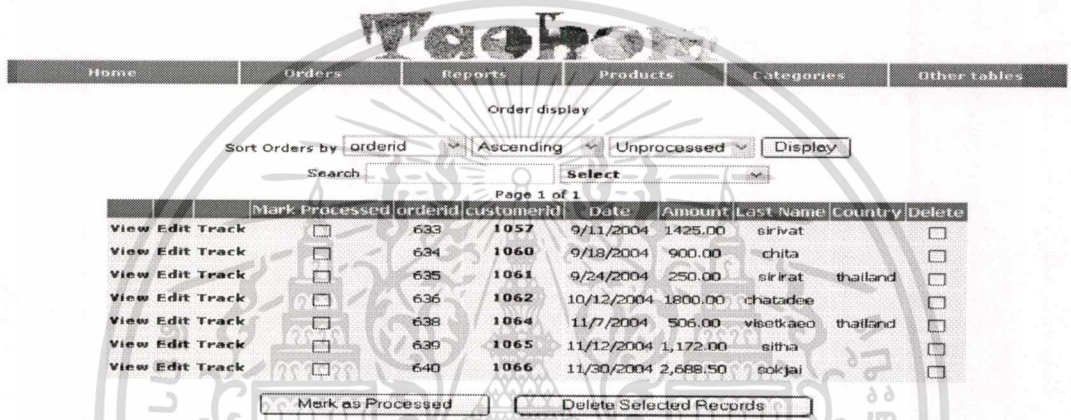 Taohom
Home Orders Reports Products Categories Other tables
Order display
Sort Orders by orderid Ascending Unprocessed Display
Search Select
Page 1 of 1
Mark Processed orderid customerid Date Amount Last Name Country Delete
View Edit Track 633 1057 9/11/2004 1425.00 sirivat
View Edit Track 634 1060 9/18/2004 900.00 chita
View Edit Track 635 1061 9/24/2004 250.00 sirirat thailand
View Edit Track 636 1062 10/12/2004 1800.00 chatadee
View Edit Track 638 1064 11/7/2004 506.00 visetkaeo thailand
View Edit Track 639 1065 11/12/2004 1,172.00 sitha
View Edit Track 640 1066 11/30/2004 2,688.50 sokjai
Mark as Processed Delete Selected Records